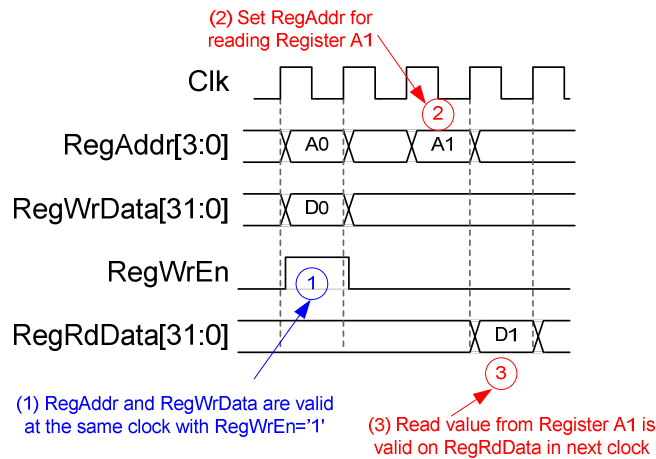 (2) Set RegAddr for
reading Register A1
Clk
2
RegAddr[3:0]
A0
A1
RegWrData[31:0]
D0
RegWrEn
1
RegRdData[31:0]
D1
3
(1) RegAddr and RegWrData are valid
at the same clock with RegWrEn='1'
(3) Read value from Register A1 is
valid on RegRdData in next clock